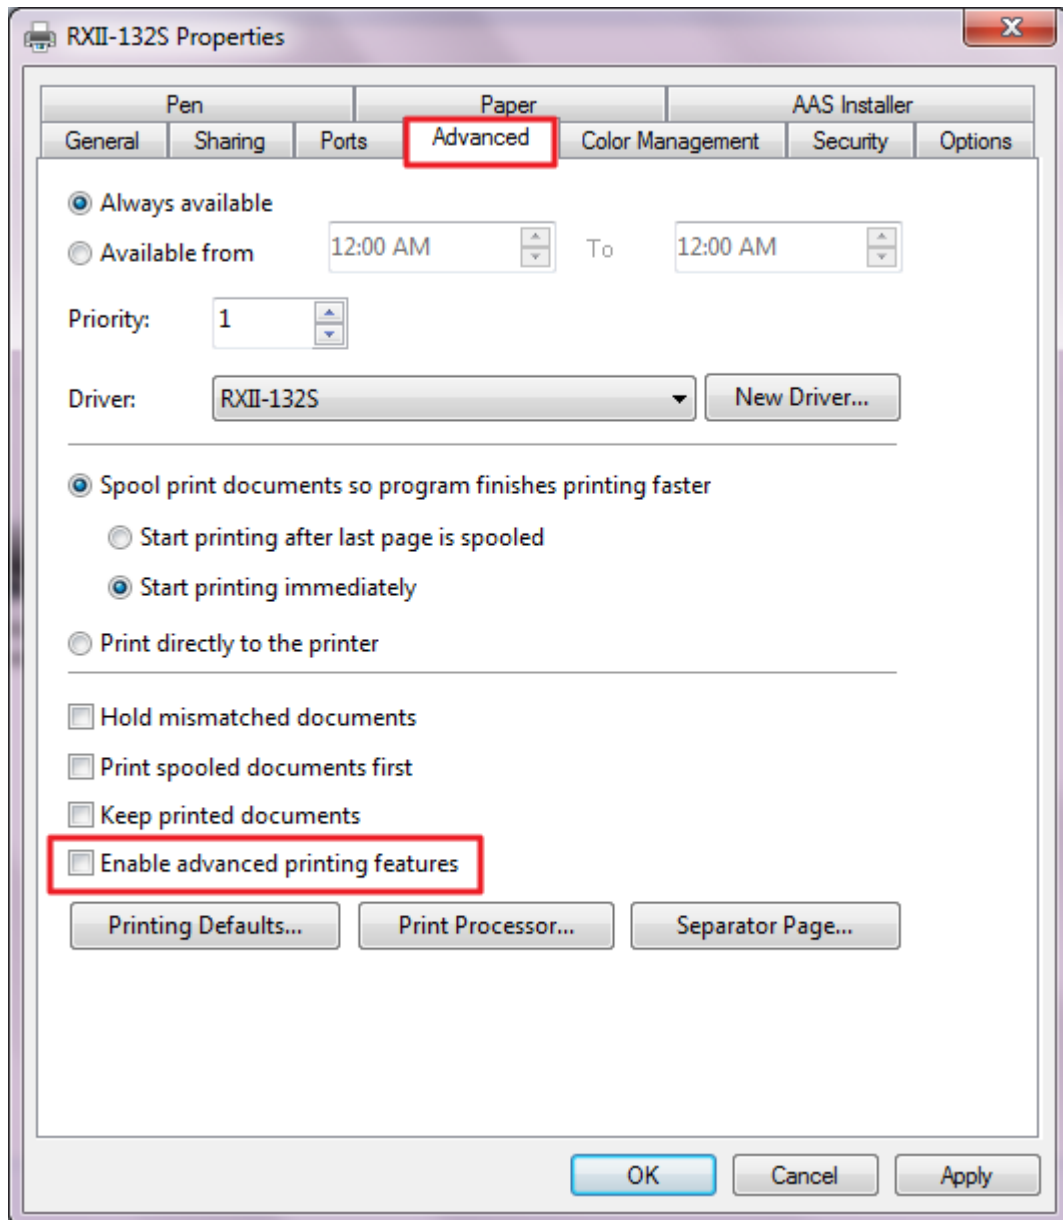 RXII-132S Properties
Pen Paper AAS Installer
General Sharing Ports Advanced Color Management Security Options
Always available
Available from 12:00 AM To 12:00 AM
Priority: 1
Driver: RXII-132S New Driver...
Spool print documents so program finishes printing faster
Start printing after last page is spooled
Start printing immediately
Print directly to the printer
Hold mismatched documents
Print spooled documents first
Keep printed documents
Enable advanced printing features
Printing Defaults... Print Processor... Separator Page...
OK Cancel Apply